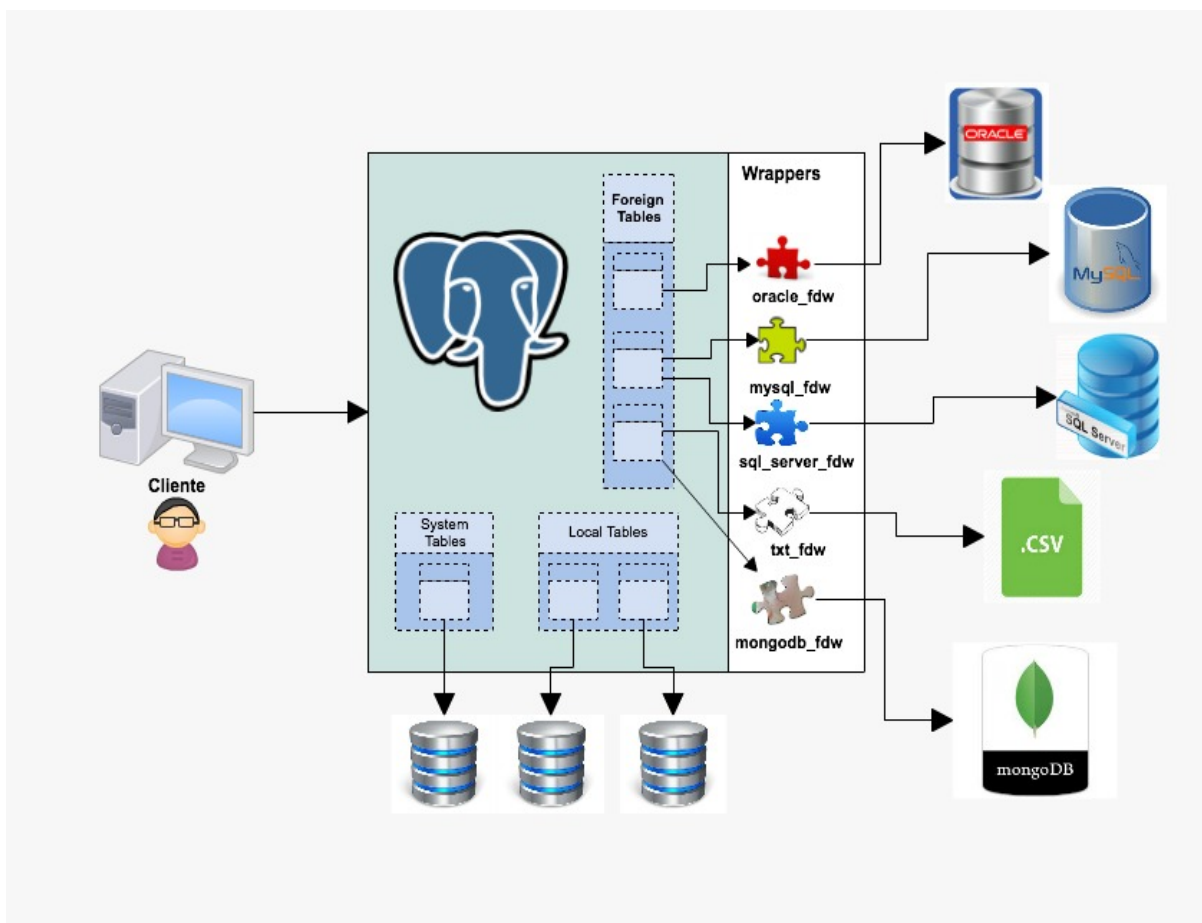 Wrappers
ORACLE
Foreign
Tables
oracle_fdw
MySQL
mysql_fdw
SQL Server
sql_server_fdw
Cliente
System
Tables
Local Tables
txt_fdw
.CSV
mongodb_fdw
mongoDB